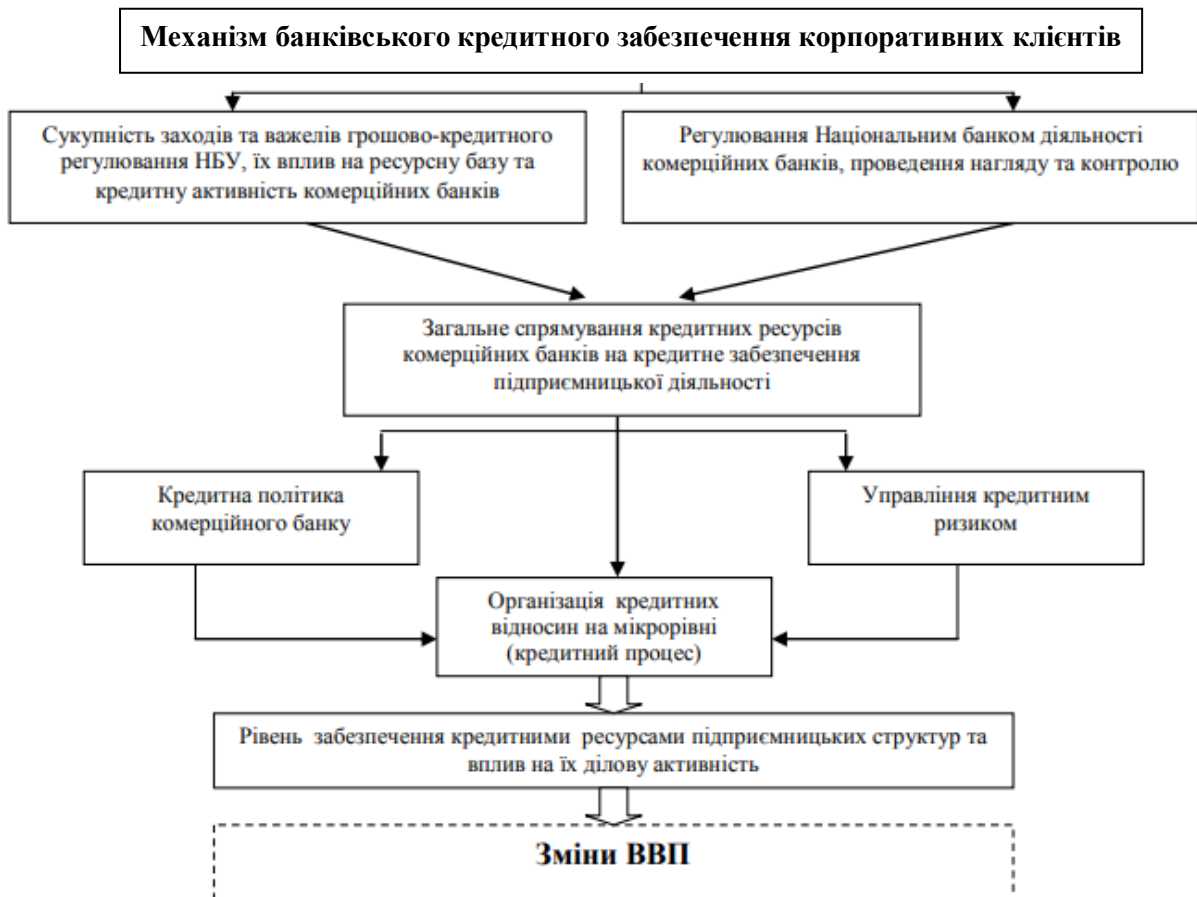 Механізм банківського кредитного забезпечення корпоративних клієнтів
Сукупність заходів та важелів грошово-кредитного
регулювання НБУ, їх вплив на ресурсну базу та
кредитну активність комерційних банків
Регулювання Національним банком діяльності
комерційних банків, проведення нагляду та контролю
Загальне спрямування кредитних ресурсів
комерційних банків на кредитне забезпечення
підприємницької діяльності
Кредитна політика
комерційного банку
Управління кредитним
ризиком
Організація кредитних
відносин на мікрорівні
(кредитний процес)
Рівень забезпечення кредитними ресурсами підприємницьких структур та
вплив на їх ділову активність
Зміни ВВП